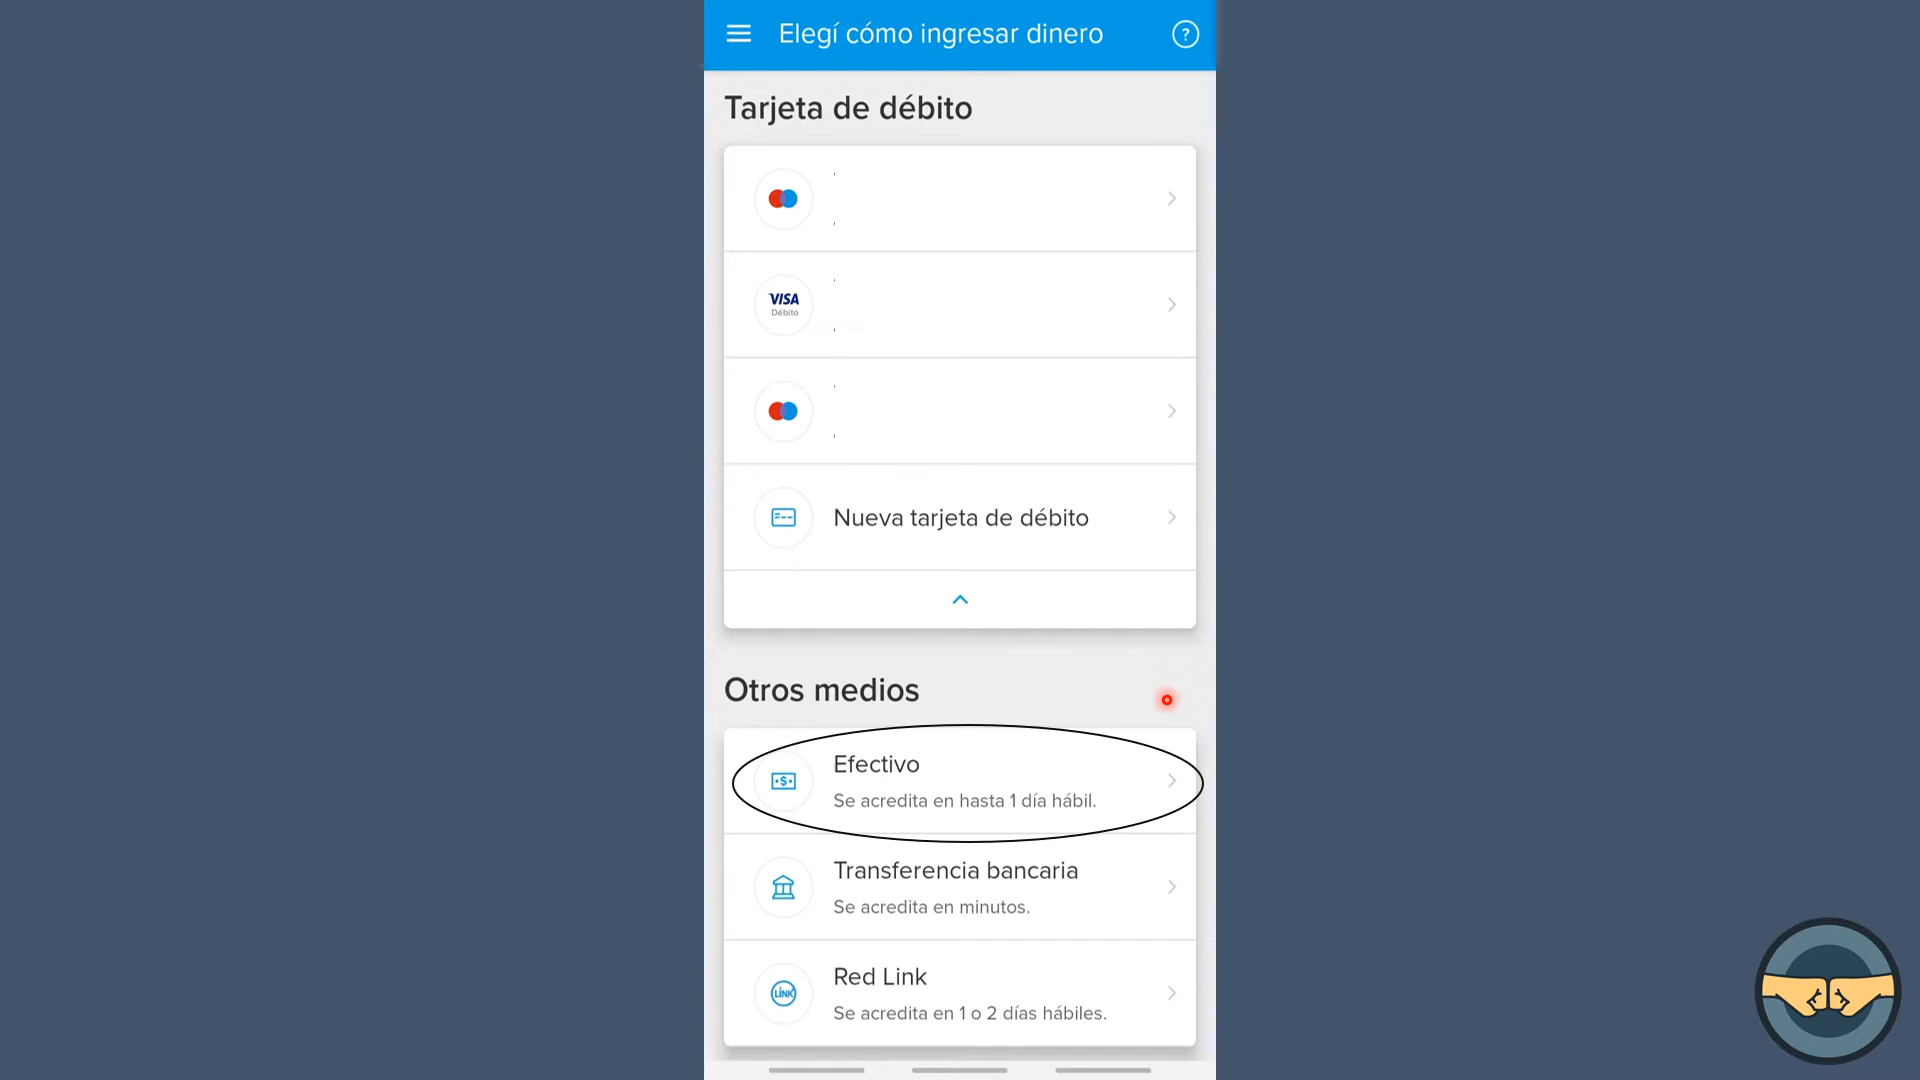 Elegí cómo ingresar dinero
?
Tarjeta de débito
VISA
Débito
Nueva tarjeta de débito
Otros medios
Efectivo
Se acredita en hasta 1 día hábil.
Transferencia bancaria
Se acredita en minutos.
LINK
Red Link
Se acredita en 1 o 2 días hábiles.